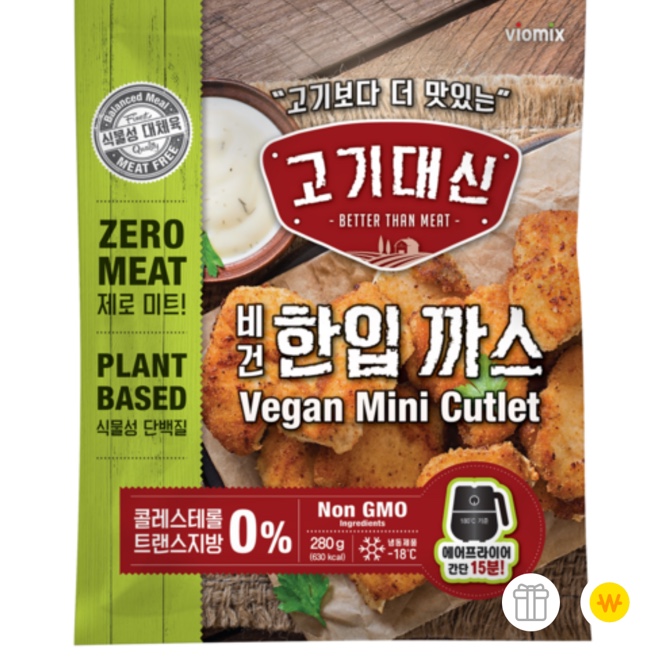 viomix
"고기보다 더 맛있는"
고기대신
- BETTER THAN MEAT -
Balanced Meal
Finest
식물성 대체육
Quality
MEAT FREE
ZERO
MEAT
제로 미트!
PLANT
BASED
식물성 단백질
비건 한입 까스
Vegan Mini Cutlet
콜레스테롤
트랜스지방 0%
Non GMO
Ingredients
280g
(630 kcal)
냉동제품
-18℃
180℃ 기준
에어프라이어
간단 15분!
₩